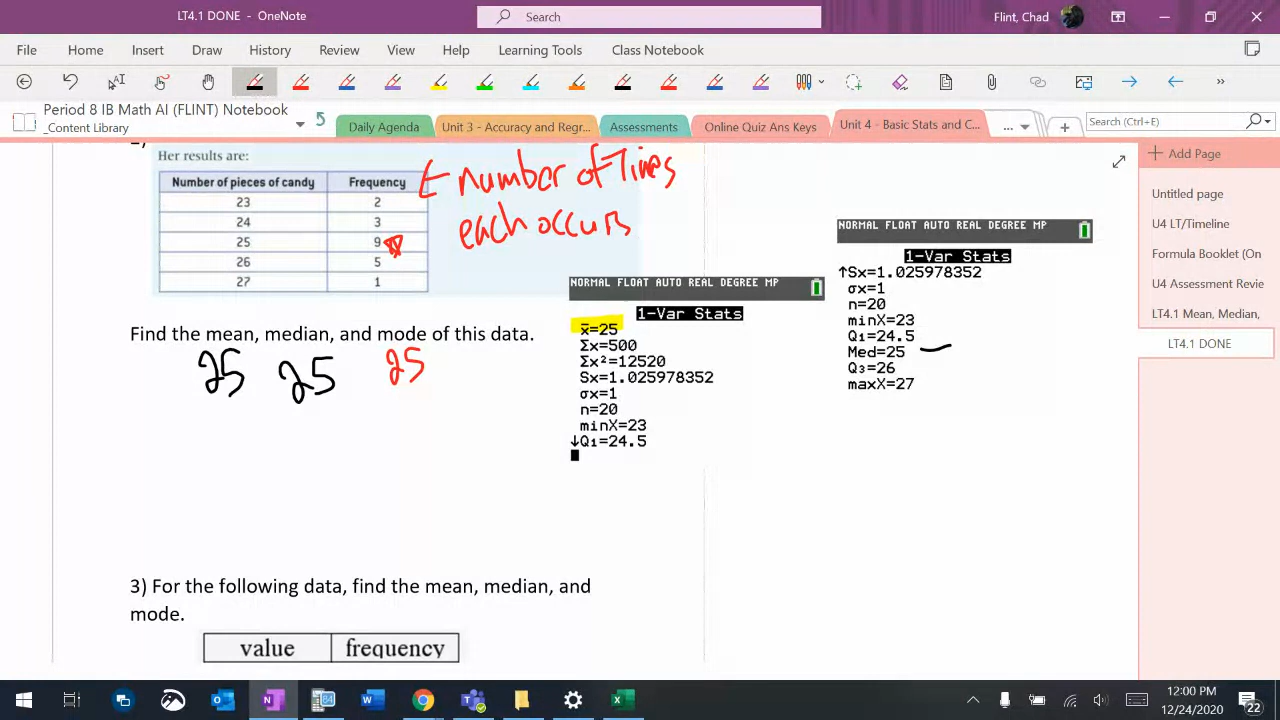 LT4.1 DONE - OneNote
Search
Flint, Chad
File Home Insert Draw History Review View Help Learning Tools Class Notebook
Period 8 IB Math AI (FLINT) Notebook
_Content Library
Daily Agenda
Unit 3 - Accuracy and Regr...
Assessments
Online Quiz Ans Keys
Unit 4 - Basic Stats and C...
...
Search (Ctrl+E)
Add Page
Untitled page
U4 LT/Timeline
Formula Booklet (On
U4 Assessment Revie
LT4.1 Mean, Median,
LT4.1 DONE
Her results are:
Number of pieces of candy Frequency
23 2
24 3
25 9
26 5
27 1
number of Times
each occurs
Find the mean, median, and mode of this data.
25 25 25
NORMAL FLOAT AUTO REAL DEGREE MP
1-Var Stats
x̄=25
Σx=500
Σx²=12520
Sx=1.025978352
σx=1
n=20
minX=23
↓Q₁=24.5
NORMAL FLOAT AUTO REAL DEGREE MP
1-Var Stats
↑Sx=1.025978352
σx=1
n=20
minX=23
Q₁=24.5
Med=25
Q₃=26
maxX=27
3) For the following data, find the mean, median, and
mode.
value frequency
12:00 PM
12/24/2020
22